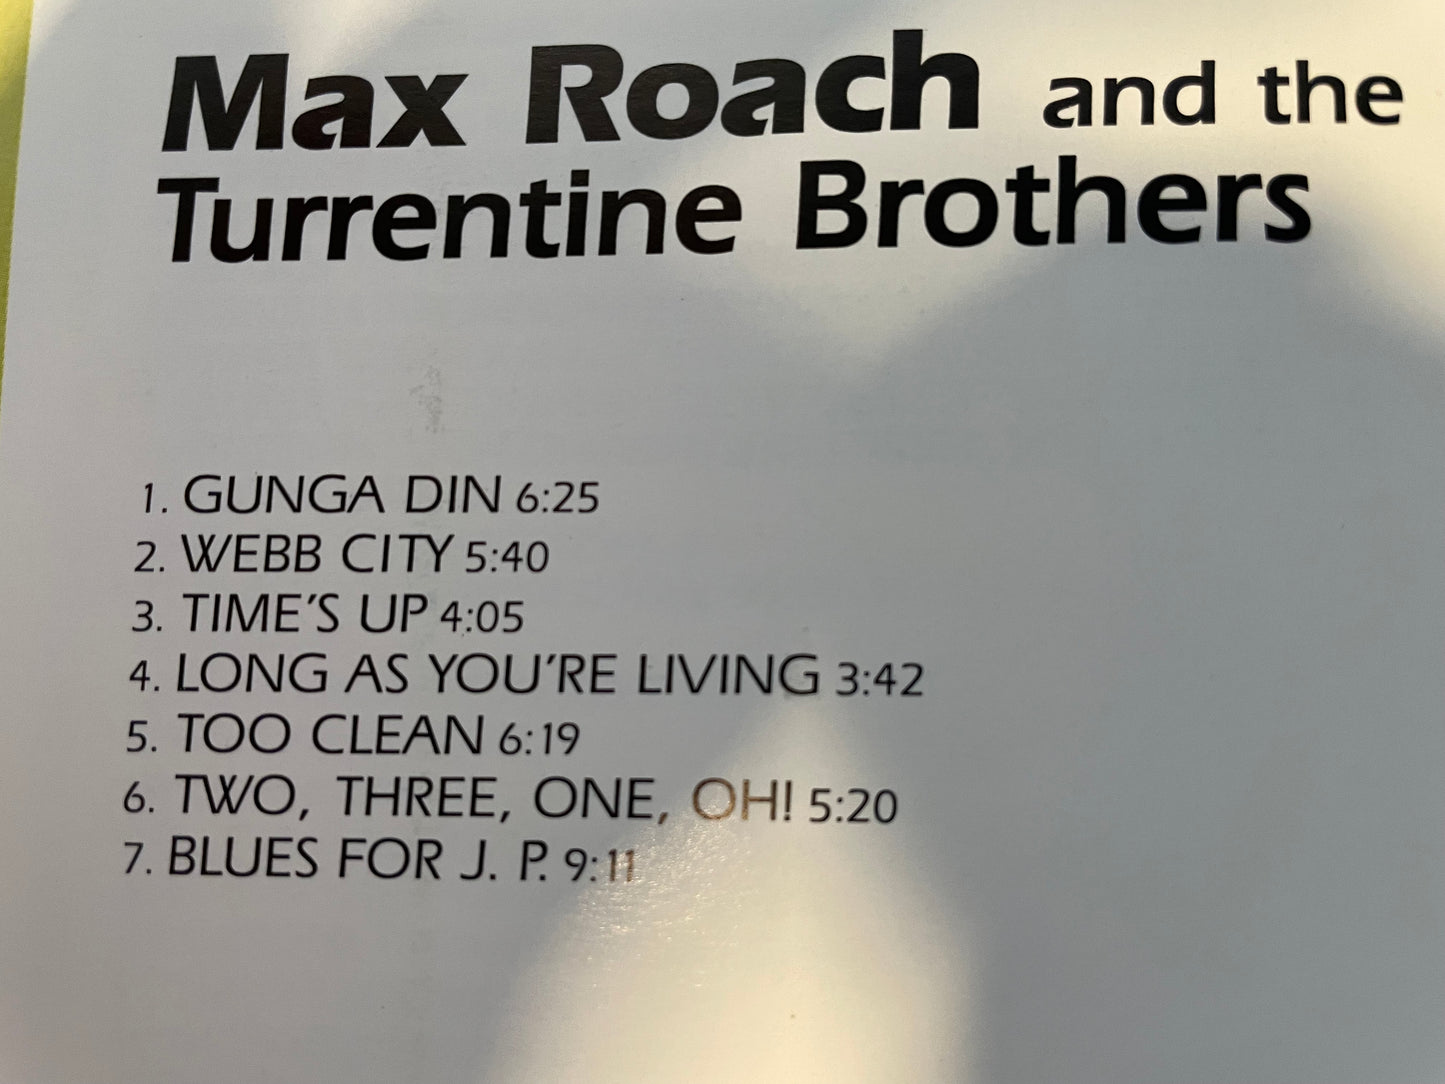 Max Roach and the
Turrentine Brothers
1. GUNGA DIN 6:25
2. WEBB CITY 5:40
3. TIME'S UP 4:05
4. LONG AS YOU'RE LIVING 3:42
5. TOO CLEAN 6:19
6. TWO, THREE, ONE, OH! 5:20
7. BLUES FOR J. P. 9:11